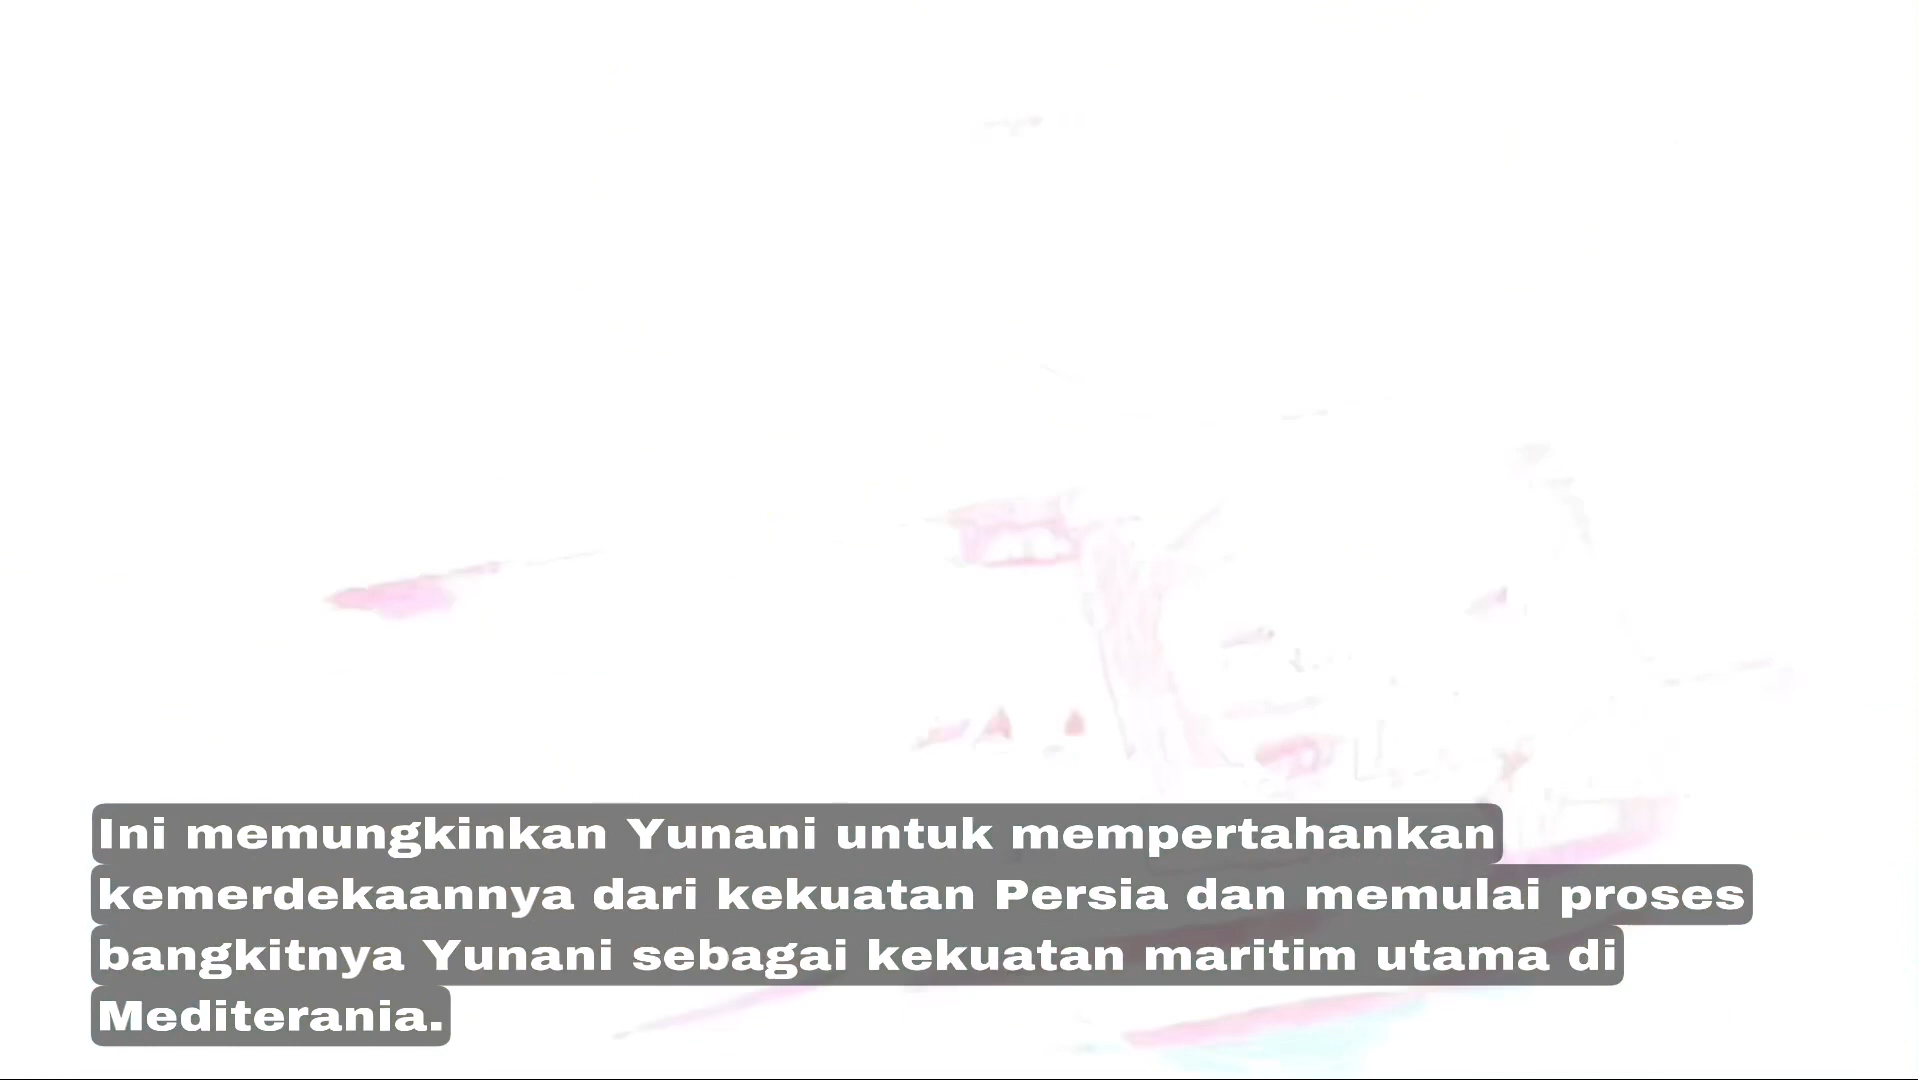 Ini memungkinkan Yunani untuk mempertahankan
kemerdekaannya dari kekuatan Persia dan memulai proses
bangkitnya Yunani sebagai kekuatan maritim utama di
Mediterania.